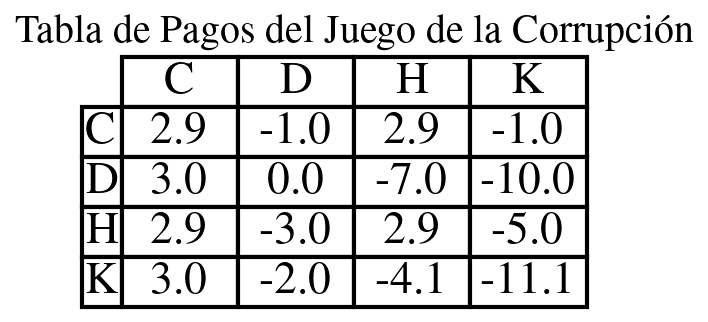 Tabla de Pagos del Juego de la Corrupción
C D H K
C 2.9 -1.0 2.9 -1.0
D 3.0 0.0 -7.0 -10.0
H 2.9 -3.0 2.9 -5.0
K 3.0 -2.0 -4.1 -11.1